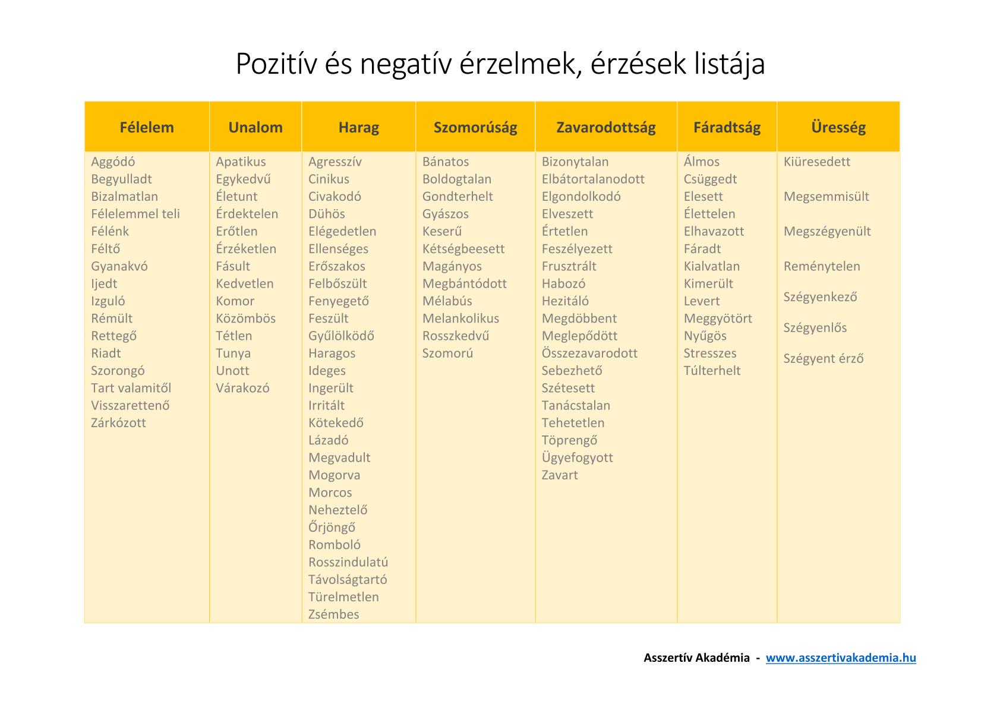 Pozitív és negatív érzelmek, érzések listája
Félelem Unalom Harag Szomorúság Zavarodottság Fáradtság Üresség
Aggódó Apatikus Agresszív Bánatos Bizonytalan Álmos Kiüresedett
Begyulladt Egykedvű Cinikus Boldogtalan Elbátortalanodott Csüggedt
Bizalmatlan Életunt Civakodó Gondterhelt Elgondolkodó Elesett Megsemmisült
Félelemmel teli Érdektelen Dühös Gyászos Elveszett Élettelen
Félénk Erőtlen Elégedetlen Keserű Értetlen Elhavazott Megszégyenült
Féltő Érzéketlen Ellenséges Kétségbeesett Feszélyezett Fáradt
Gyanakvó Fásult Erőszakos Magányos Frusztrált Kialvatlan Reménytelen
Ijedt Kedvetlen Felbőszült Megbántódott Habozó Kimerült
Izguló Komor Fenyegető Mélabús Hezitáló Levert Szégyenkező
Rémült Közömbös Feszült Melankolikus Megdöbbent Meggyötört
Rettegő Tétlen Gyűlölködő Rosszkedvű Meglepődött Nyűgös Szégyenlős
Riadt Tunya Haragos Szomorú Összezavarodott Stresszes Szégyent érző
Szorongó Unott Ideges Sebezhető Túlterhelt
Tart valamitől Várakozó Ingerült Szétesett
Visszarettenő Irritált Tanácstalan
Zárkózott Kötekedő Tehetetlen
Lázadó Töprengő
Megvadult Ügyefogyott
Mogorva Zavart
Morcos
Neheztelő
Őrjöngő
Romboló
Rosszindulatú
Távolságtartó
Türelmetlen
Zsémbes
Asszertív Akadémia - www.asszertivakademia.hu